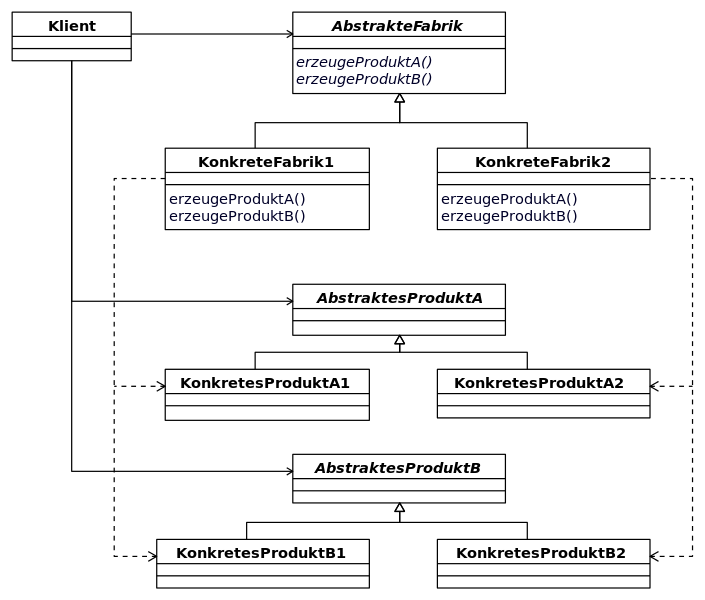 Klient
AbstrakteFabrik
erzeugeProduktA()
erzeugeProduktB()
KonkreteFabrik1
erzeugeProduktA()
erzeugeProduktB()
KonkreteFabrik2
erzeugeProduktA()
erzeugeProduktB()
AbstraktesProduktA
KonkretesProduktA1
KonkretesProduktA2
AbstraktesProduktB
KonkretesProduktB1
KonkretesProduktB2